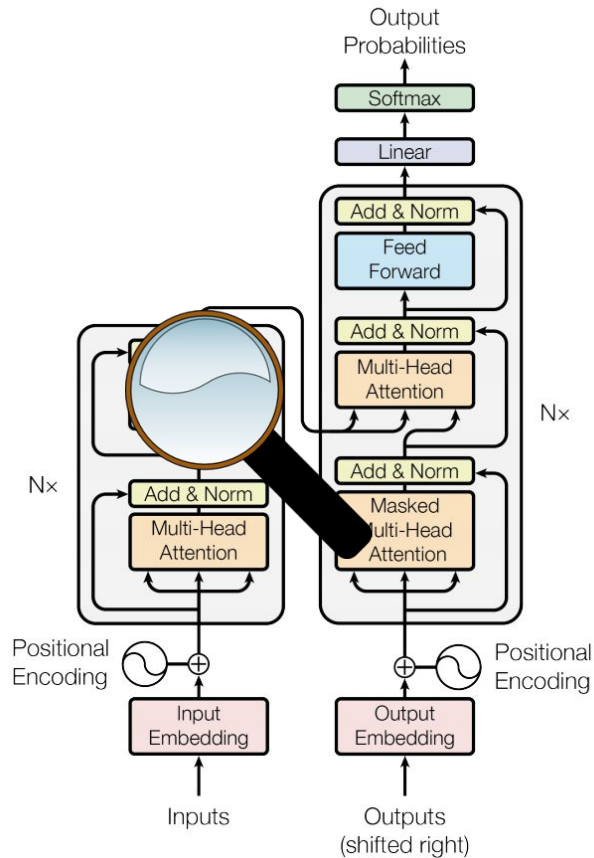 Output
Probabilities
Softmax
Linear
Add & Norm
Feed
Forward
Add & Norm
Multi-Head
Attention
Nx
Add & Norm
Masked
Multi-Head
Attention
Nx
Add & Norm
Multi-Head
Attention
Positional
Encoding
Positional
Encoding
Input
Embedding
Output
Embedding
Inputs
Outputs
(shifted right)